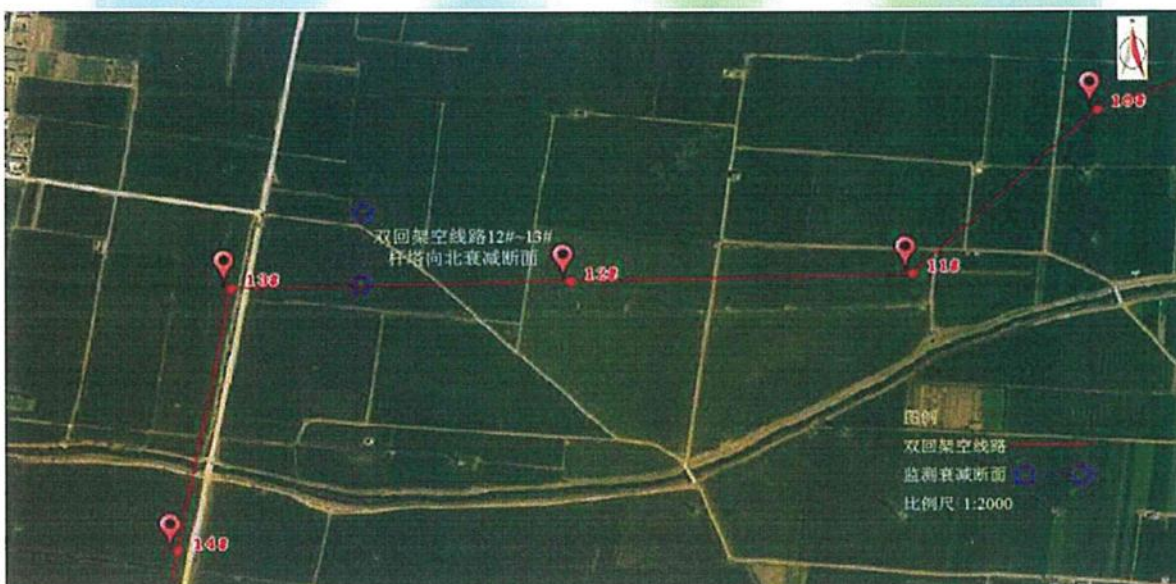 10#
双回架空线路12#~13#
杆塔向北衰减断面
13#
12#
11#
图例
双回架空线路
监测衰减断面
比例尺 1:2000
14#